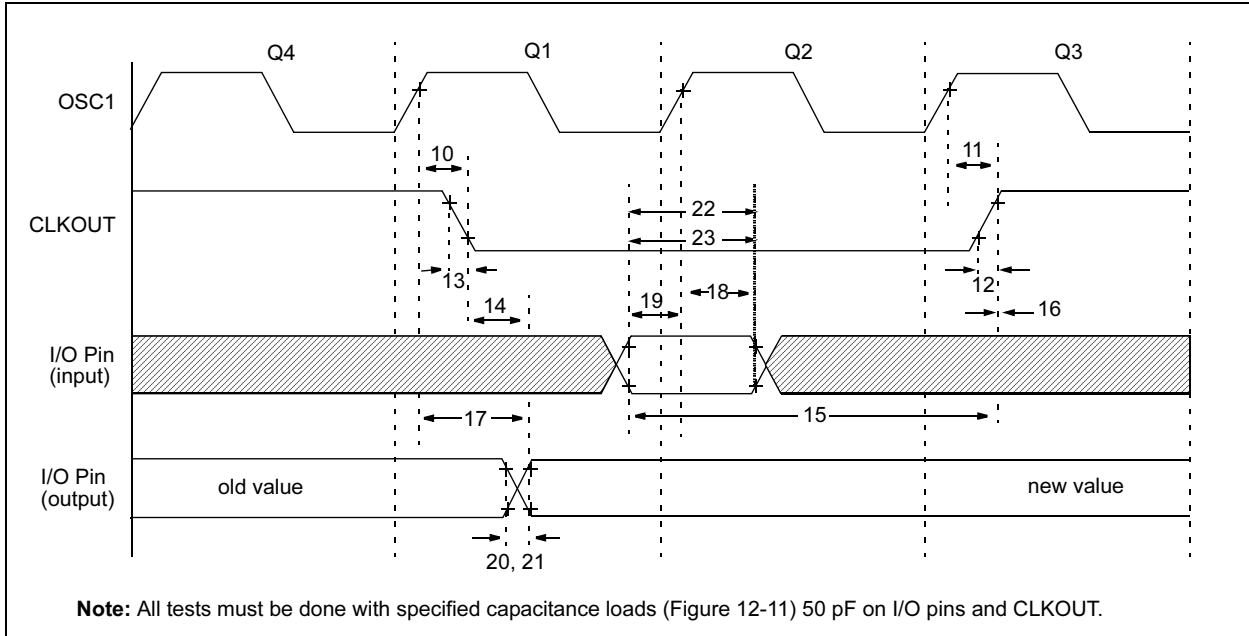 Q4 Q1 Q2 Q3
OSC1
10 11
CLKOUT
22
23
13 12
14 19 18 16
I/O Pin
(input)
17 15
I/O Pin
(output)
old value new value
20, 21
Note: All tests must be done with specified capacitance loads (Figure 12-11) 50 pF on I/O pins and CLKOUT.